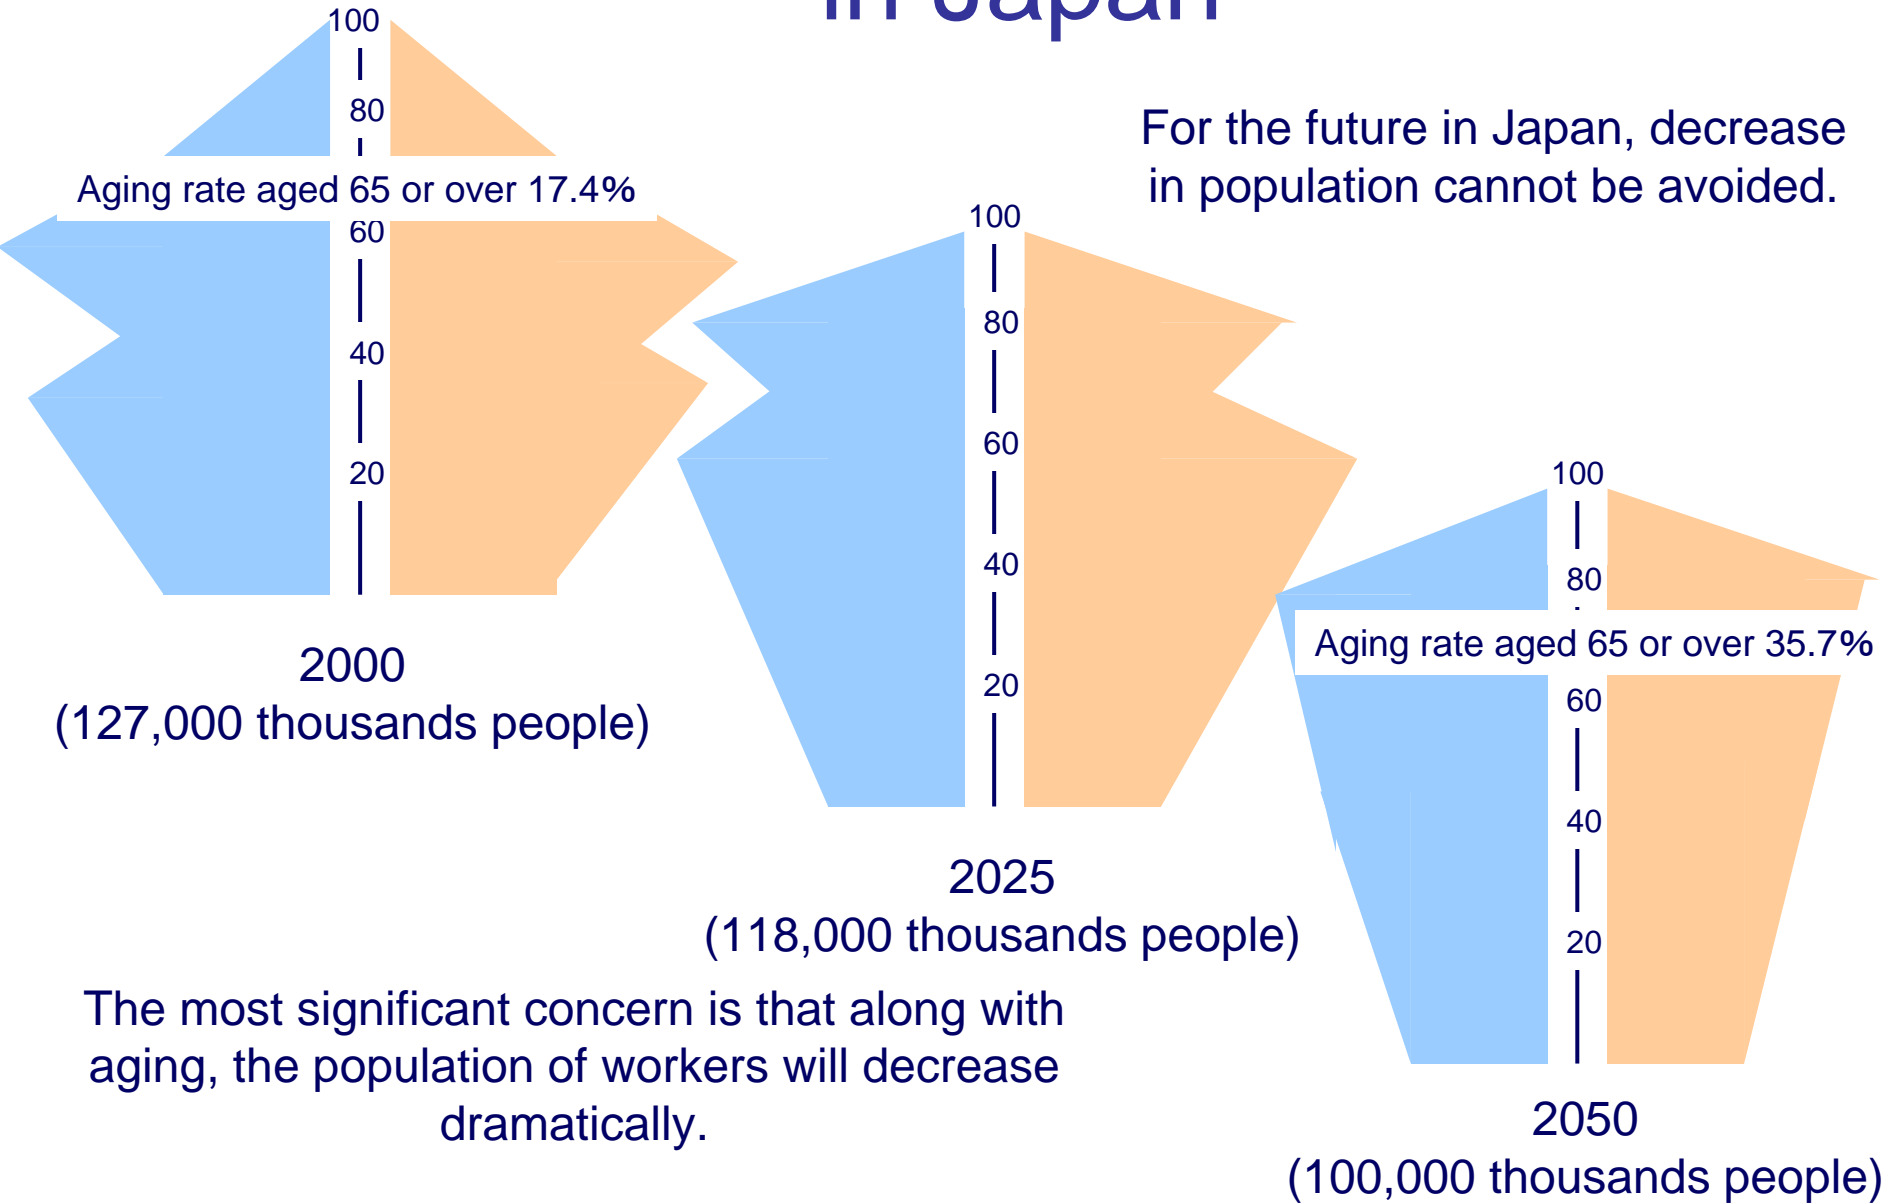 in Japan
100
80
Aging rate aged 65 or over 17.4%
60
40
20
2000
(127,000 thousands people)
For the future in Japan, decrease
in population cannot be avoided.
100
80
60
40
20
2025
(118,000 thousands people)
100
80
Aging rate aged 65 or over 35.7%
60
40
20
2050
(100,000 thousands people)
The most significant concern is that along with
aging, the population of workers will decrease
dramatically.